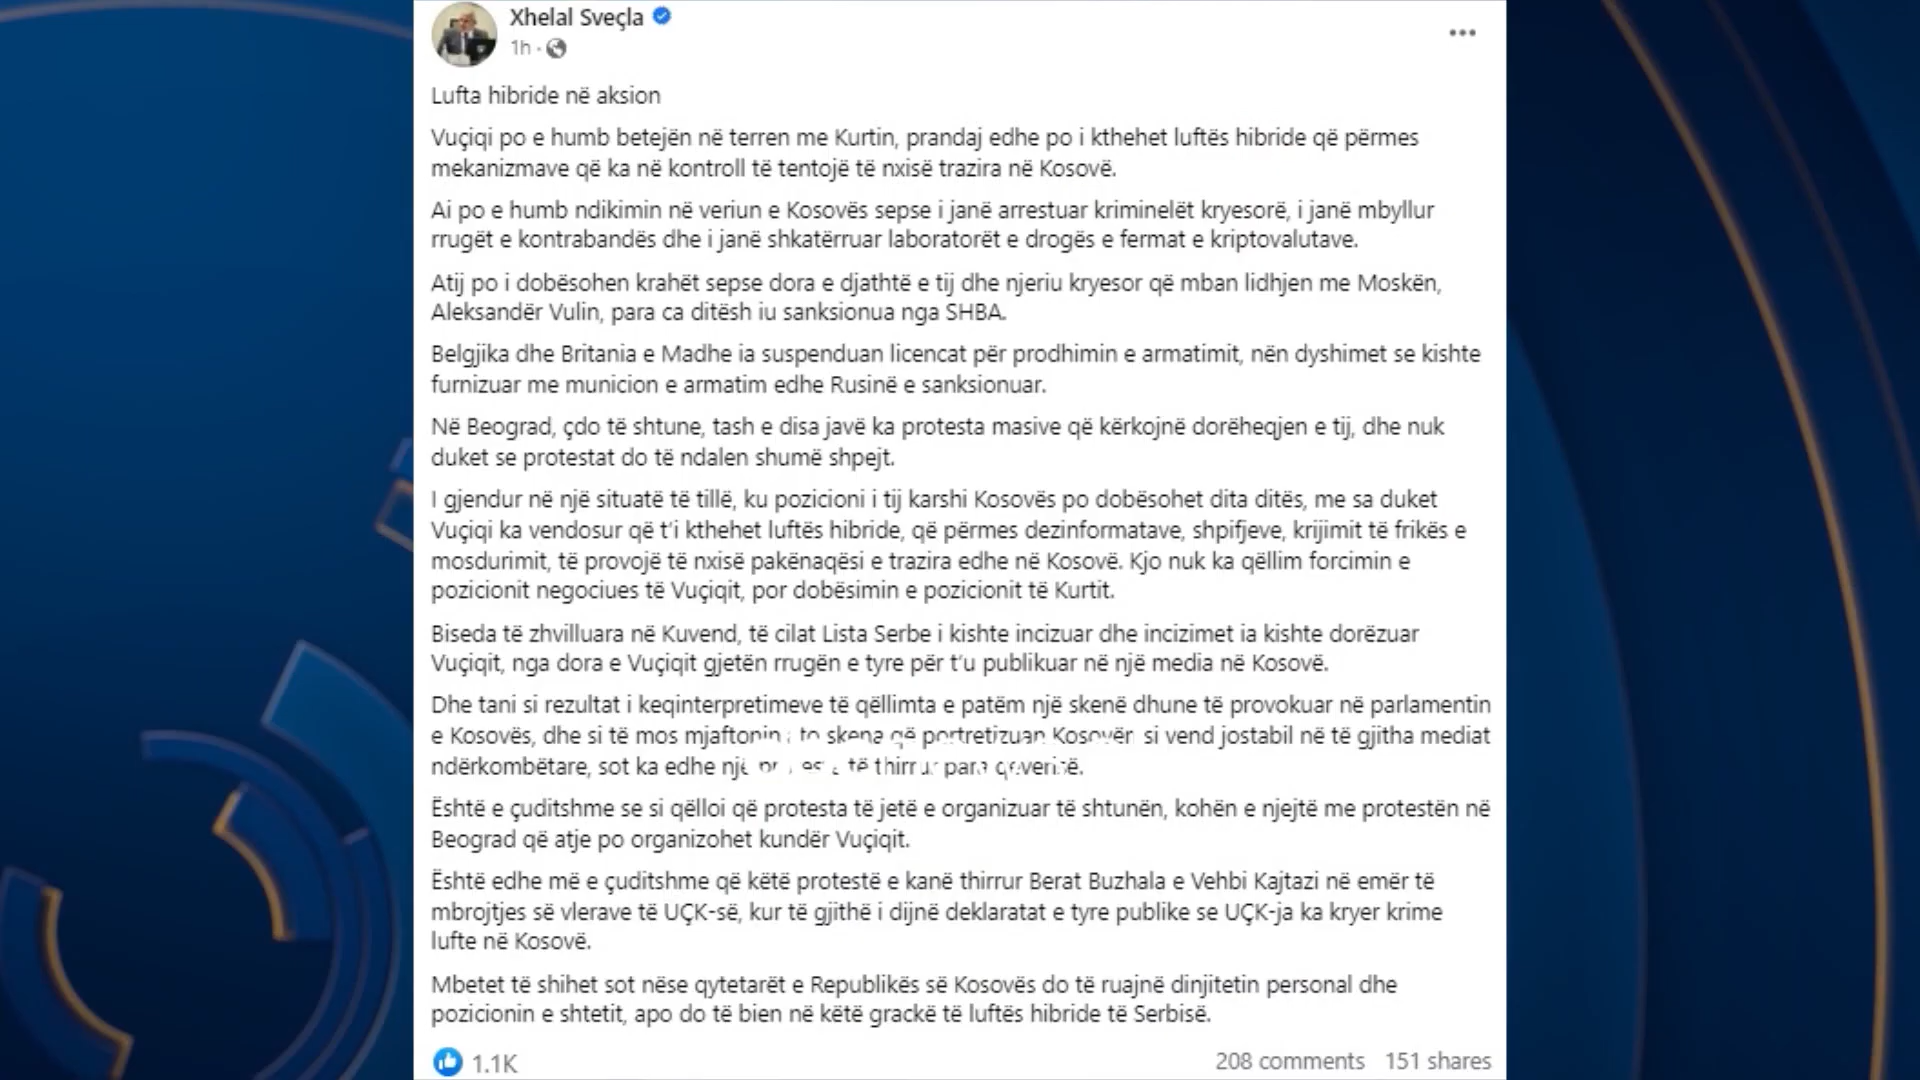 Xhelal Sveçla
1h ·
Lufta hibride në aksion
Vuçiqi po e humb betejën në terren me Kurtin, prandaj edhe po i kthehet luftës hibride që përmes
mekanizmave që ka në kontroll të tentojë të nxisë trazira në Kosovë.
Ai po e humb ndikimin në veriun e Kosovës sepse i janë arrestuar kriminelët kryesorë, i janë mbyllur
rrugët e kontrabandës dhe i janë shkatërruar laboratorët e drogës e fermat e kriptovalutave.
Atij po i dobësohen krahët sepse dora e djathtë e tij dhe njeriu kryesor që mban lidhjen me Moskën,
Aleksandër Vulin, para ca ditësh iu sanksionua nga SHBA.
Belgjika dhe Britania e Madhe ia suspenduan licencat për prodhimin e armatimit, nën dyshimet se kishte
furnizuar me municion e armatim edhe Rusinë e sanksionuar.
Në Beograd, çdo të shtune, tash e disa javë ka protesta masive që kërkojnë dorëheqjen e tij, dhe nuk
duket se protestat do të ndalen shumë shpejt.
I gjendur në një situatë të tillë, ku pozicioni i tij karshi Kosovës po dobësohet dita ditës, me sa duket
Vuçiqi ka vendosur që t'i kthehet luftës hibride, që përmes dezinformatave, shpifjeve, krijimit të frikës e
mosdurimit, të provojë të nxisë pakënaqësi e trazira edhe në Kosovë. Kjo nuk ka qëllim forcimin e
pozicionit negociues të Vuçiqit, por dobësimin e pozicionit të Kurtit.
Biseda të zhvilluara në Kuvend, të cilat Lista Serbe i kishte incizuar dhe incizimet ia kishte dorëzuar
Vuçiqit, nga dora e Vuçiqit gjetën rrugën e tyre për t'u publikuar në një media në Kosovë.
Dhe tani si rezultat i keqinterpretimeve të qëllimta e patëm një skenë dhune të provokuar në parlamentin
e Kosovës, dhe si të mos mjaftonin ato skena që portretizuan Kosovën si vend jostabil në të gjitha mediat
ndërkombëtare, sot ka edhe një protestë të thirrur para qeverisë.
Është e çuditshme se si qëlloi që protesta të jetë e organizuar të shtunën, kohën e njejtë me protestën në
Beograd që atje po organizohet kundër Vuçiqit.
Është edhe më e çuditshme që këtë protestë e kanë thirrur Berat Buzhala e Vehbi Kajtazi në emër të
mbrojtjes së vlerave të UÇK-së, kur të gjithë i dijnë deklaratat e tyre publike se UÇK-ja ka kryer krime
lufte në Kosovë.
Mbetet të shihet sot nëse qytetarët e Republikës së Kosovës do të ruajnë dinjitetin personal dhe
pozicionin e shtetit, apo do të bien në këtë grackë të luftës hibride të Serbisë.
1.1K 208 comments 151 shares